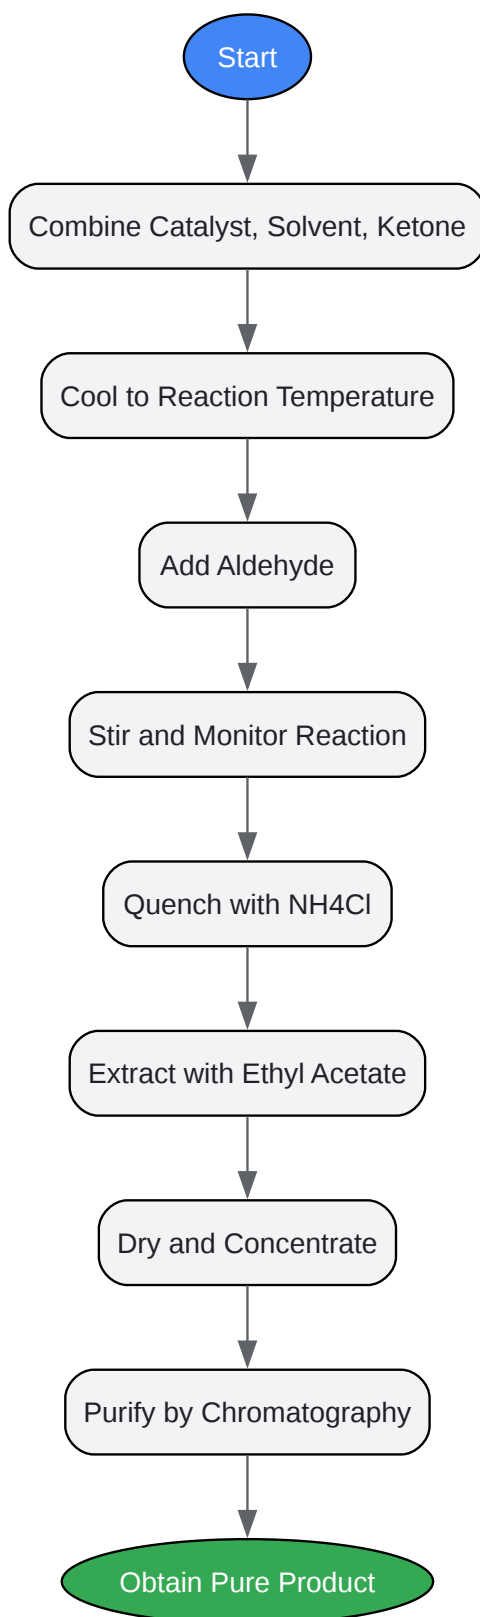 Start
Combine Catalyst, Solvent, Ketone
Cool to Reaction Temperature
Add Aldehyde
Stir and Monitor Reaction
Quench with NH4Cl
Extract with Ethyl Acetate
Dry and Concentrate
Purify by Chromatography
Obtain Pure Product